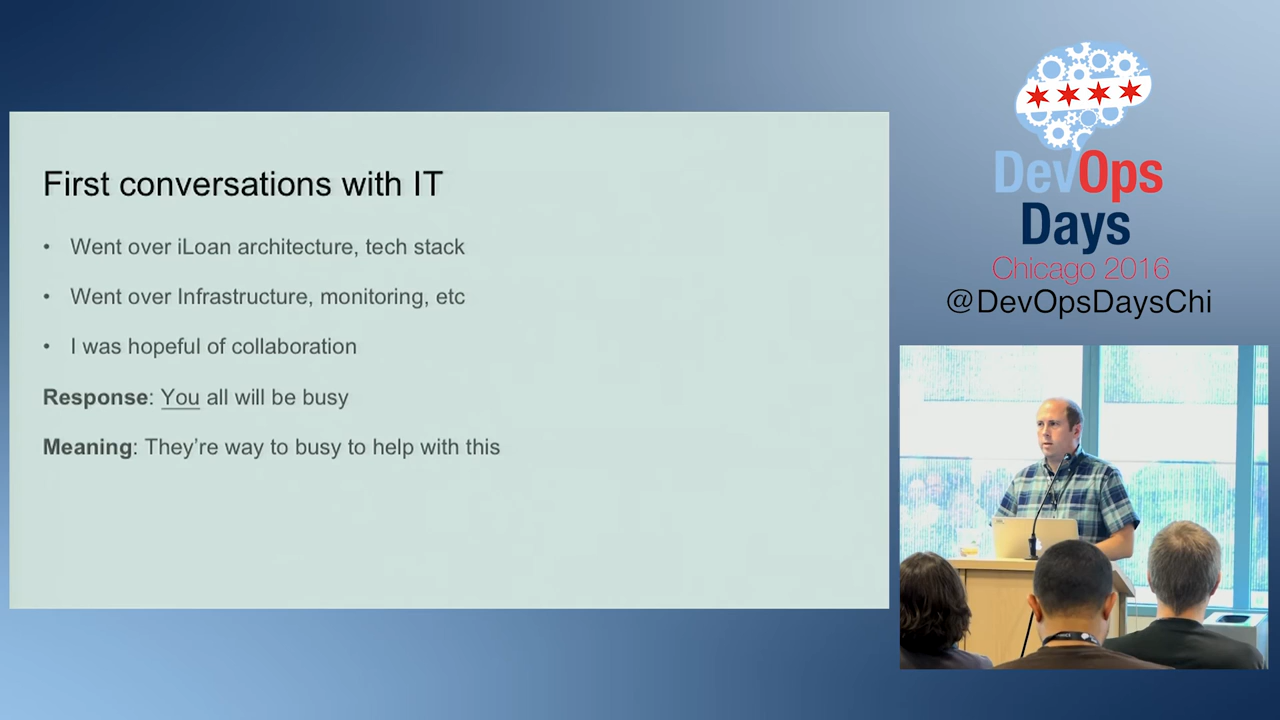 First conversations with IT
• Went over iLoan architecture, tech stack
• Went over Infrastructure, monitoring, etc
• I was hopeful of collaboration
Response: You all will be busy
Meaning: They're way to busy to help with this
DevOps
Days
Chicago 2016
@DevOpsDaysChi